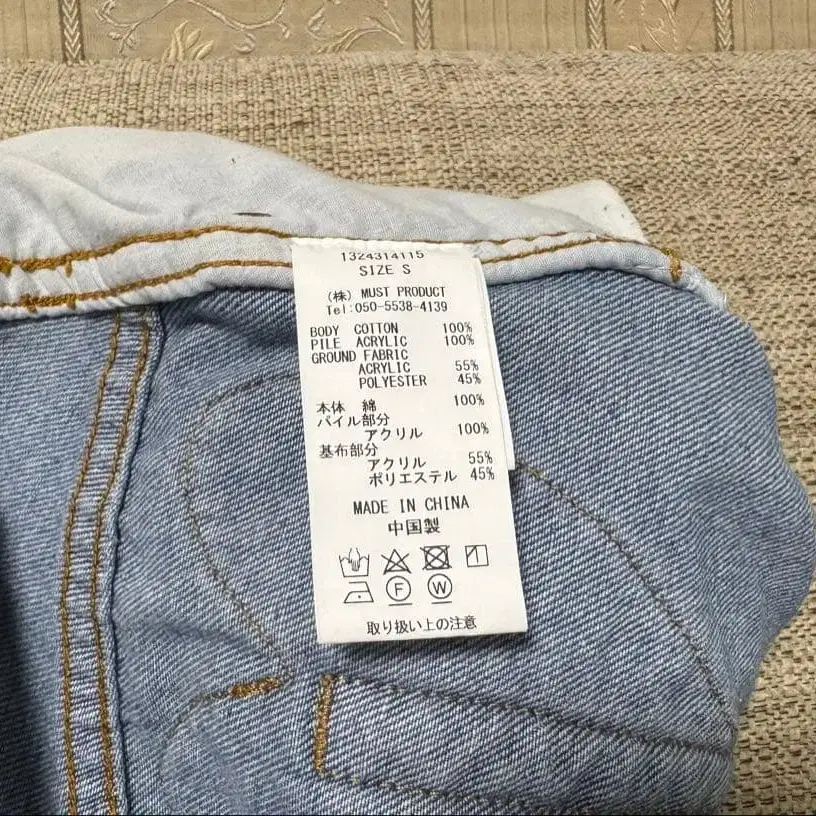 1324314115
SIZE S
(株) MUST PRODUCT
Tel:050-5538-4139
BODY COTTON 100%
PILE ACRYLIC 100%
GROUND FABRIC
ACRYLIC 55%
POLYESTER 45%
本体 綿 100%
パイル部分
アクリル 100%
基布部分
アクリル 55%
ポリエステル 45%
MADE IN CHINA
中国製
F W
取り扱い上の注意